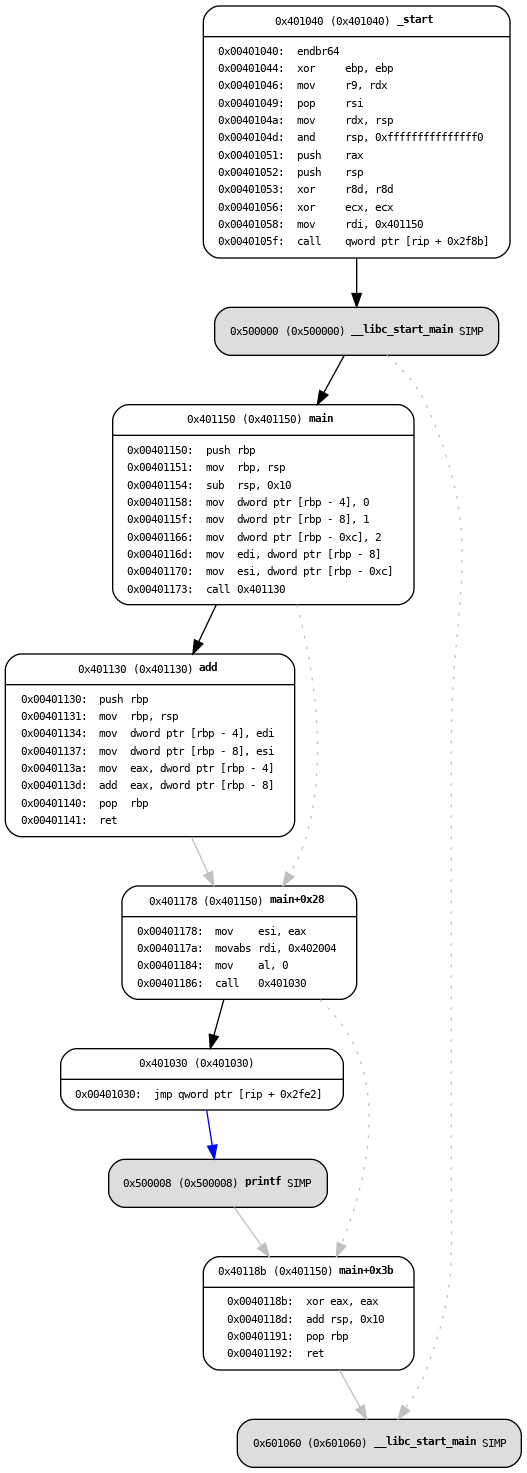 0x401040 (0x401040) _start
0x00401040: endbr64
0x00401044: xor ebp, ebp
0x00401046: mov r9, rdx
0x00401049: pop rsi
0x0040104a: mov rdx, rsp
0x0040104d: and rsp, 0xfffffffffffffff0
0x00401051: push rax
0x00401052: push rsp
0x00401053: xor r8d, r8d
0x00401056: xor ecx, ecx
0x00401058: mov rdi, 0x401150
0x0040105f: call qword ptr [rip + 0x2f8b]
0x500000 (0x500000) __libc_start_main SIMP
0x401150 (0x401150) main
0x00401150: push rbp
0x00401151: mov rbp, rsp
0x00401154: sub rsp, 0x10
0x00401158: mov dword ptr [rbp - 4], 0
0x0040115f: mov dword ptr [rbp - 8], 1
0x00401166: mov dword ptr [rbp - 0xc], 2
0x0040116d: mov edi, dword ptr [rbp - 8]
0x00401170: mov esi, dword ptr [rbp - 0xc]
0x00401173: call 0x401130
0x401130 (0x401130) add
0x00401130: push rbp
0x00401131: mov rbp, rsp
0x00401134: mov dword ptr [rbp - 4], edi
0x00401137: mov dword ptr [rbp - 8], esi
0x0040113a: mov eax, dword ptr [rbp - 4]
0x0040113d: add eax, dword ptr [rbp - 8]
0x00401140: pop rbp
0x00401141: ret
0x401178 (0x401150) main+0x28
0x00401178: mov esi, eax
0x0040117a: movabs rdi, 0x402004
0x00401184: mov al, 0
0x00401186: call 0x401030
0x401030 (0x401030)
0x00401030: jmp qword ptr [rip + 0x2fe2]
0x500008 (0x500008) printf SIMP
0x40118b (0x401150) main+0x3b
0x0040118b: xor eax, eax
0x0040118d: add rsp, 0x10
0x00401191: pop rbp
0x00401192: ret
0x601060 (0x601060) __libc_start_main SIMP